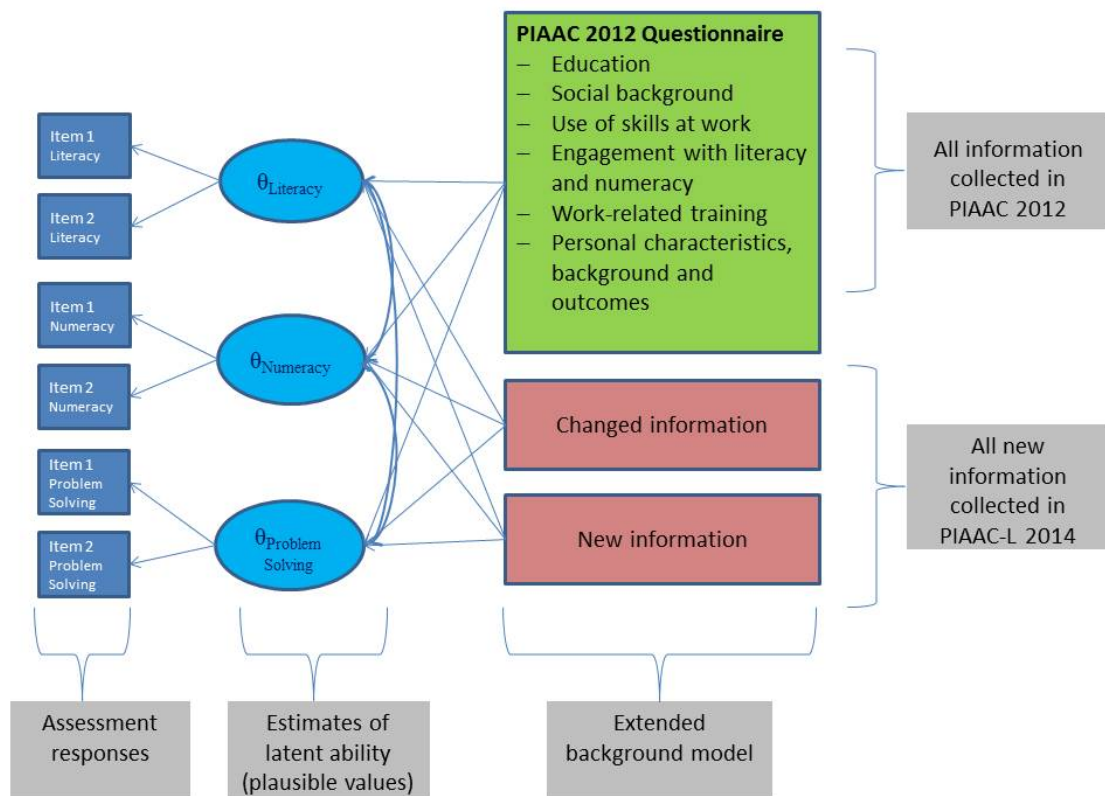 PIAAC 2012 Questionnaire
– Education
– Social background
– Use of skills at work
– Engagement with literacy
and numeracy
– Work-related training
– Personal characteristics,
background and
outcomes
All information
collected in
PIAAC 2012
Item 1
Literacy
Item 2
Literacy
Item 1
Numeracy
Item 2
Numeracy
Item 1
Problem
Solving
Item 2
Problem
Solving
θLiteracy
θNumeracy
θProblem
Solving
Changed information
New information
All new
information
collected in
PIAAC-L 2014
Assessment
responses
Estimates of
latent ability
(plausible values)
Extended
background model